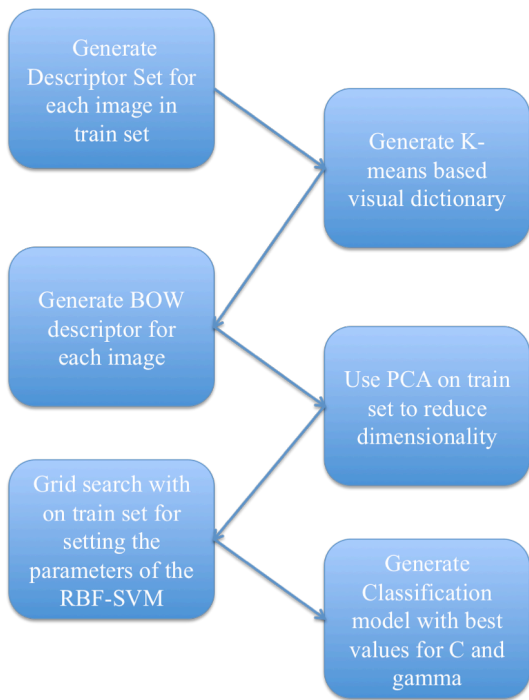 Generate
Descriptor Set for
each image in
train set
Generate K-
means based
visual dictionary
Generate BOW
descriptor for
each image
Use PCA on train
set to reduce
dimensionality
Grid search with
on train set for
setting the
parameters of the
RBF-SVM
Generate
Classification
model with best
values for C and
gamma